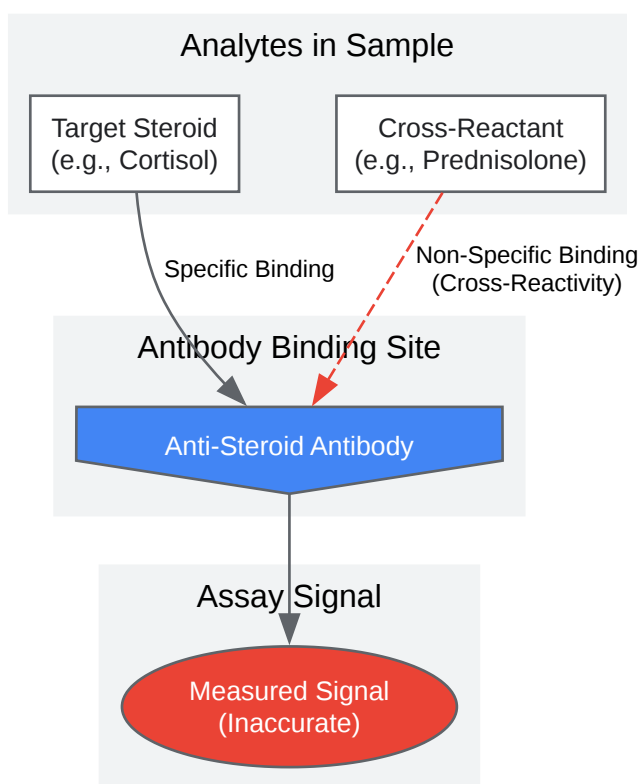 Analytes in Sample
Target Steroid
(e.g., Cortisol)
Cross-Reactant
(e.g., Prednisolone)
Specific Binding
Non-Specific Binding
(Cross-Reactivity)
Antibody Binding Site
Anti-Steroid Antibody
Assay Signal
Measured Signal
(Inaccurate)